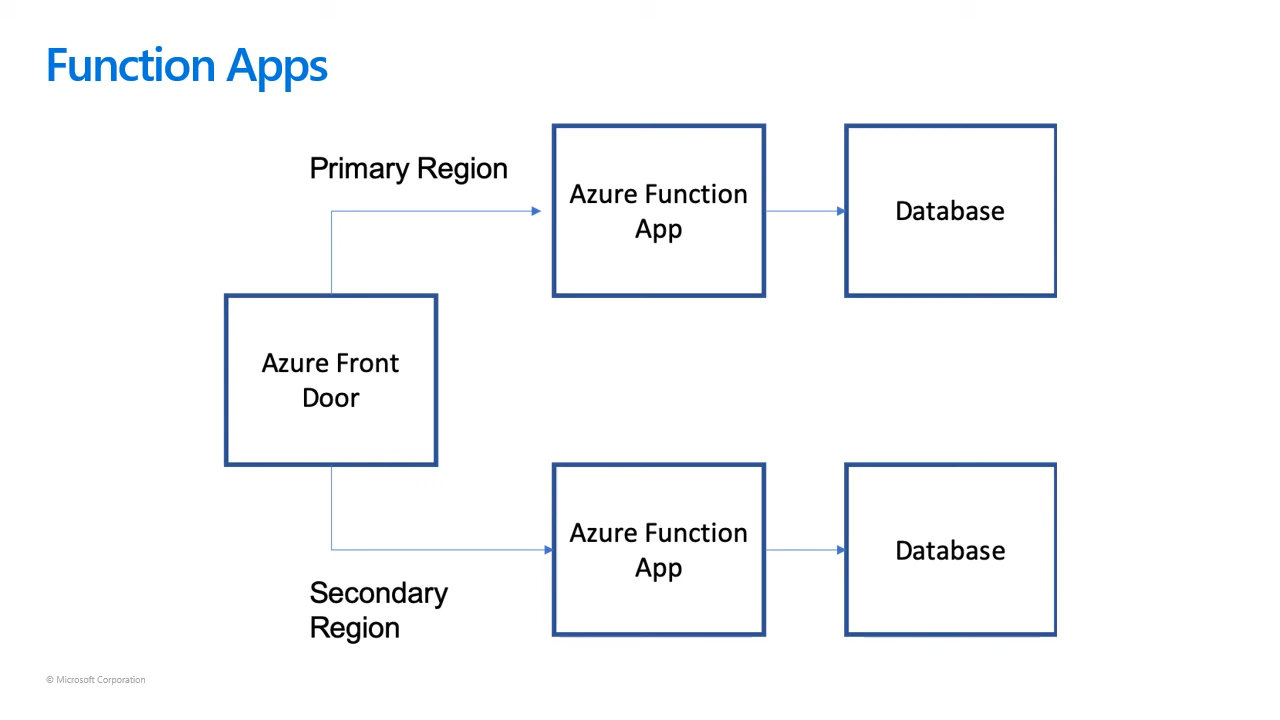 Function Apps
Primary Region
Azure Function
App
Database
Azure Front
Door
Azure Function
App
Database
Secondary
Region
© Microsoft Corporation